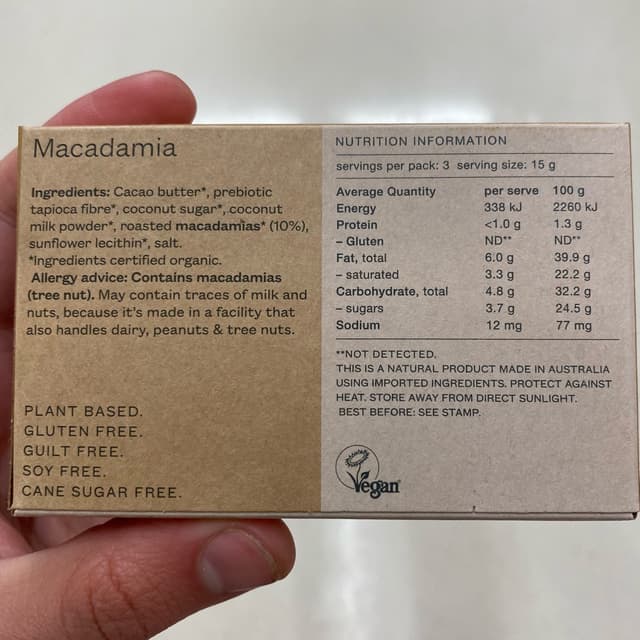 Macadamia
Ingredients: Cacao butter*, prebiotic
tapioca fibre*, coconut sugar*, coconut
milk powder*, roasted macadamias* (10%),
sunflower lecithin*, salt.
*Ingredients certified organic.
Allergy advice: Contains macadamias
(tree nut). May contain traces of milk and
nuts, because it's made in a facility that
also handles dairy, peanuts & tree nuts.
PLANT BASED.
GLUTEN FREE.
GUILT FREE.
SOY FREE.
CANE SUGAR FREE.
NUTRITION INFORMATION
servings per pack: 3 serving size: 15 g
Average Quantity per serve 100 g
Energy 338 kJ 2260 kJ
Protein <1.0 g 1.3 g
– Gluten ND** ND**
Fat, total 6.0 g 39.9 g
– saturated 3.3 g 22.2 g
Carbohydrate, total 4.8 g 32.2 g
– sugars 3.7 g 24.5 g
Sodium 12 mg 77 mg
**NOT DETECTED.
THIS IS A NATURAL PRODUCT MADE IN AUSTRALIA
USING IMPORTED INGREDIENTS. PROTECT AGAINST
HEAT. STORE AWAY FROM DIRECT SUNLIGHT.
BEST BEFORE: SEE STAMP.
Vegan